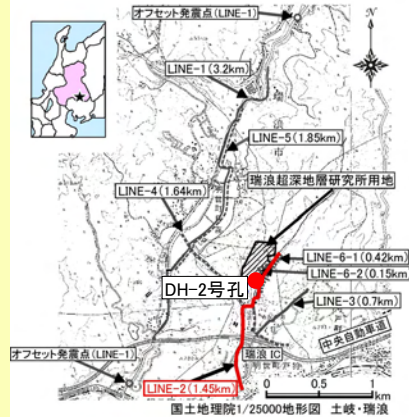 オフセット発震点(LINE-1)
N
LINE-1(3.2km)
LINE-5(1.85km)
瑞浪超深地層研究所用地
LINE-4(1.64km)
LINE-6-1(0.42km)
LINE-6-2(0.15km)
DH-2号孔
LINE-3(0.7km)
中央自動車道
瑞浪IC
オフセット発震点(LINE-1)
LINE-2(1.45km)
0 0.5 1
km
国土地理院1/25000地形図 土岐・瑞浪